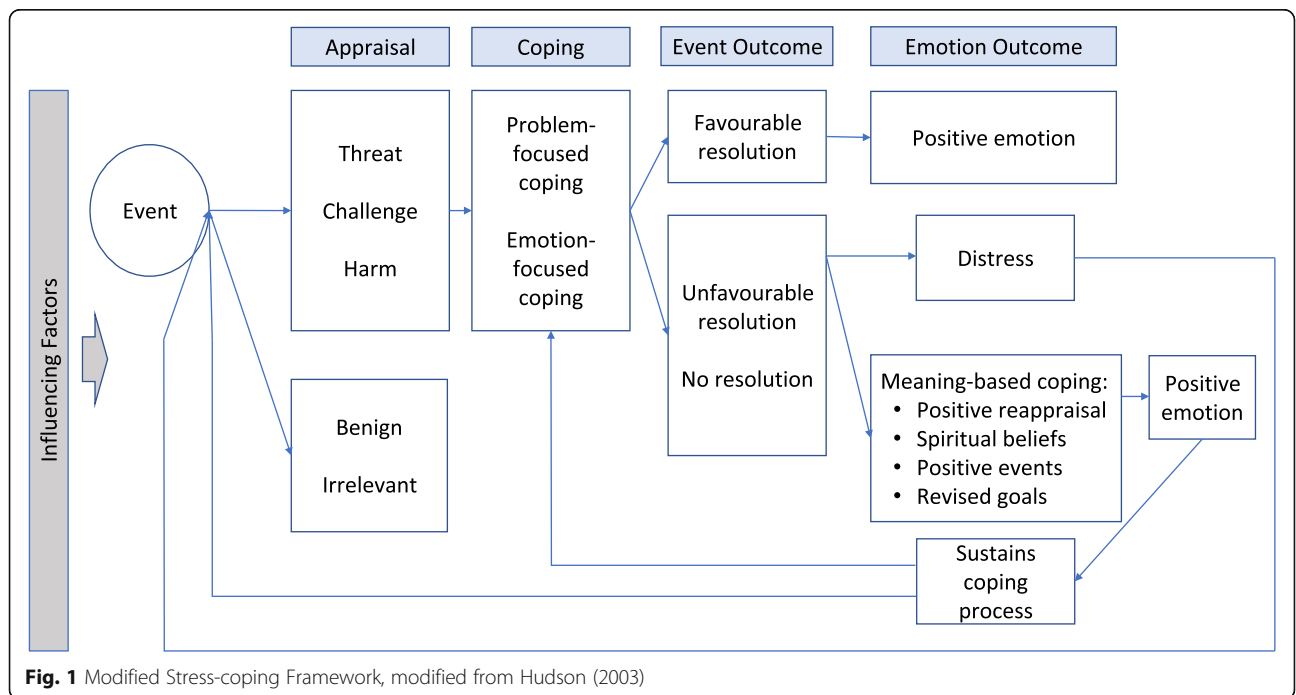 Appraisal
Coping
Event Outcome
Emotion Outcome
Influencing Factors
Event
Threat
Challenge
Harm
Benign
Irrelevant
Problem-
focused
coping
Emotion-
focused
coping
Favourable
resolution
Unfavourable
resolution
No resolution
Positive emotion
Distress
Meaning-based coping:
• Positive reappraisal
• Spiritual beliefs
• Positive events
• Revised goals
Positive
emotion
Sustains
coping
process
Fig. 1 Modified Stress-coping Framework, modified from Hudson (2003)